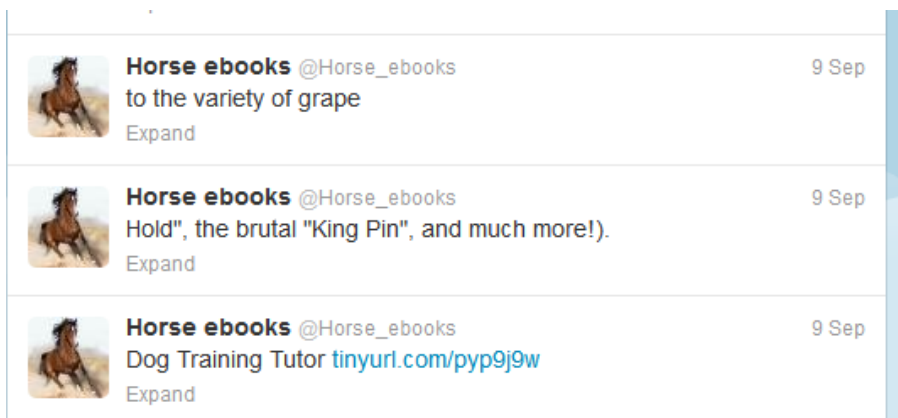 Horse ebooks @Horse_ebooks 9 Sep
to the variety of grape
Expand
Horse ebooks @Horse_ebooks 9 Sep
Hold", the brutal "King Pin", and much more!).
Expand
Horse ebooks @Horse_ebooks 9 Sep
Dog Training Tutor tinyurl.com/pyp9j9w
Expand